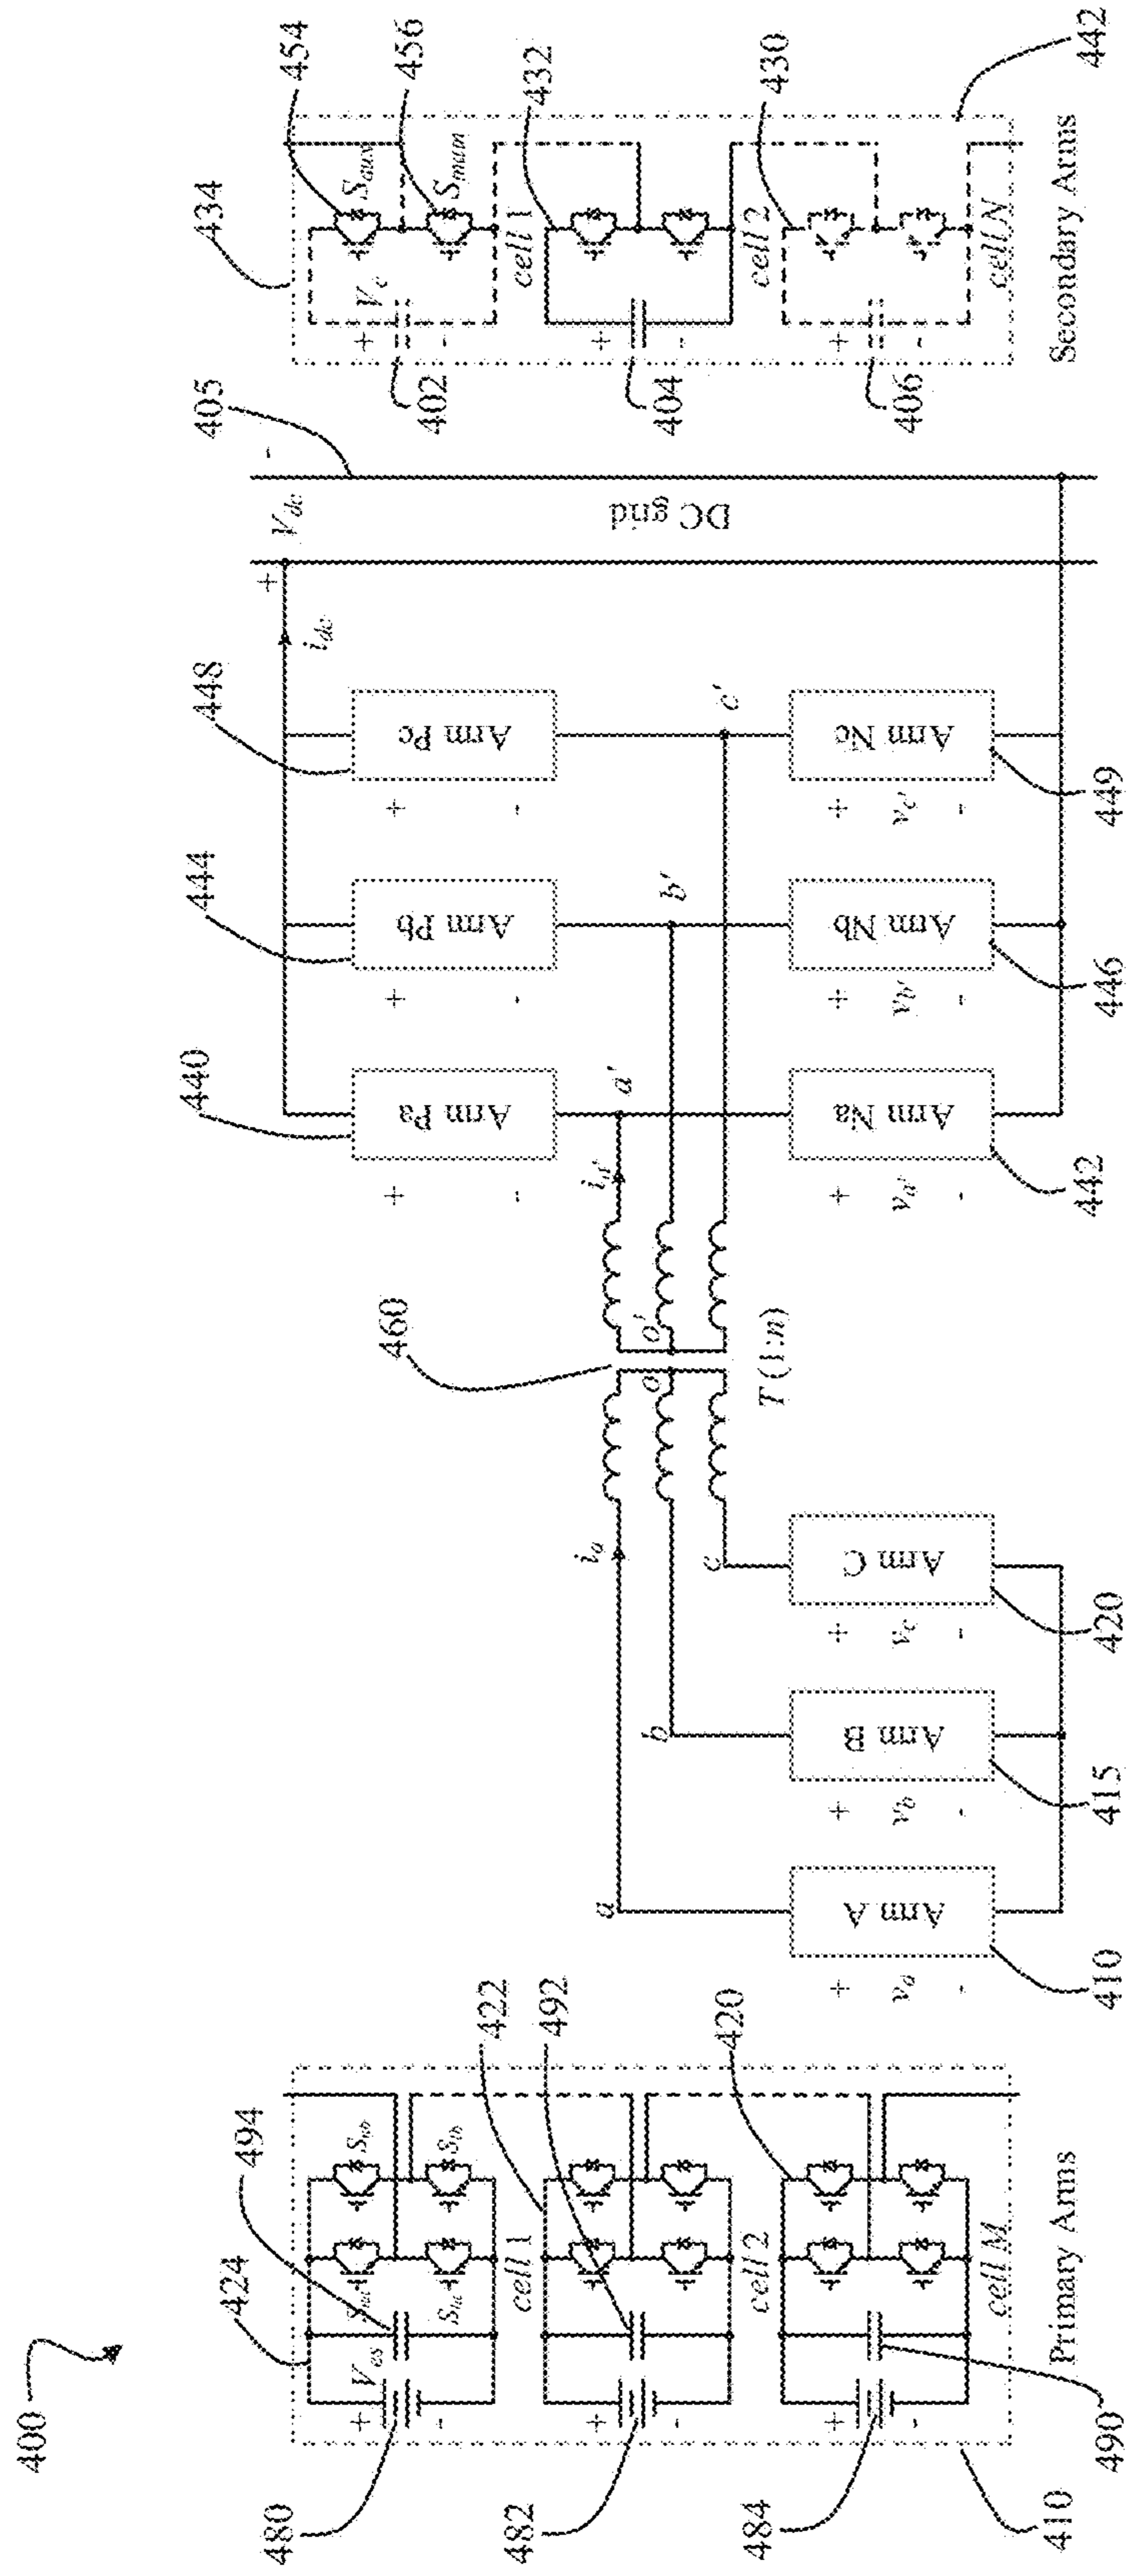 400
424
494
422
492
420
480
482
484
490
410
+
V_es
-
S_ub
S_lb
cell 1
+
-
cell 2
+
-
cell M
Primary Arms
a
b
c
i_a
+
v_a
-
Arm A
410
+
v_b
-
Arm B
415
+
v_c
-
Arm C
420
460
o
o'
T (1:n)
i_a'
a'
b'
c'
440
+
-
Arm Pa
444
+
-
Arm Pb
448
+
-
Arm Pc
+
v_a'
-
Arm Na
442
+
v_b'
-
Arm Nb
446
+
v_c'
-
Arm Nc
449
i_dc
+
V_dc
-
405
DC grid
434
454
456
432
430
442
402
404
406
+
V_c
-
S_aux
S_mam
cell 1
+
-
cell 2
+
-
cell N
Secondary Arms